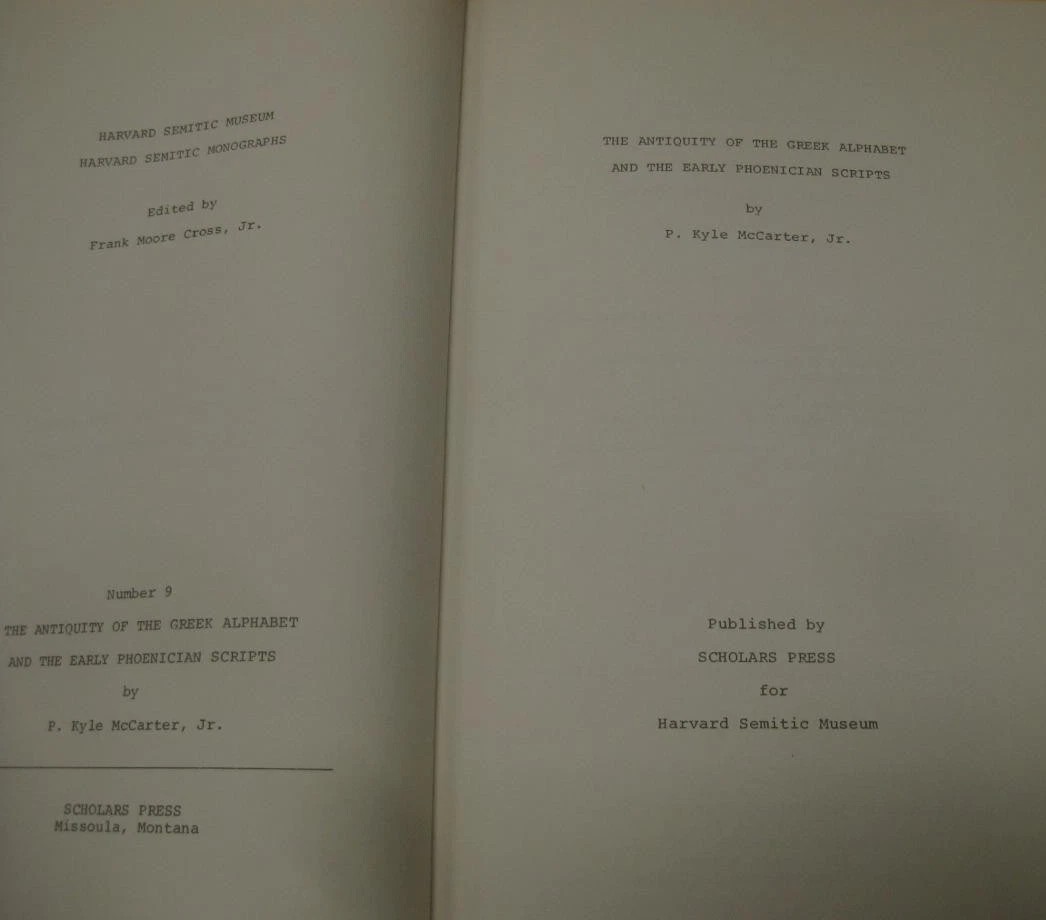 HARVARD SEMITIC MUSEUM
HARVARD SEMITIC MONOGRAPHS
Edited by
Frank Moore Cross, Jr.
Number 9
THE ANTIQUITY OF THE GREEK ALPHABET
AND THE EARLY PHOENICIAN SCRIPTS
by
P. Kyle McCarter, Jr.
SCHOLARS PRESS
Missoula, Montana
THE ANTIQUITY OF THE GREEK ALPHABET
AND THE EARLY PHOENICIAN SCRIPTS
by
P. Kyle McCarter, Jr.
Published by
SCHOLARS PRESS
for
Harvard Semitic Museum